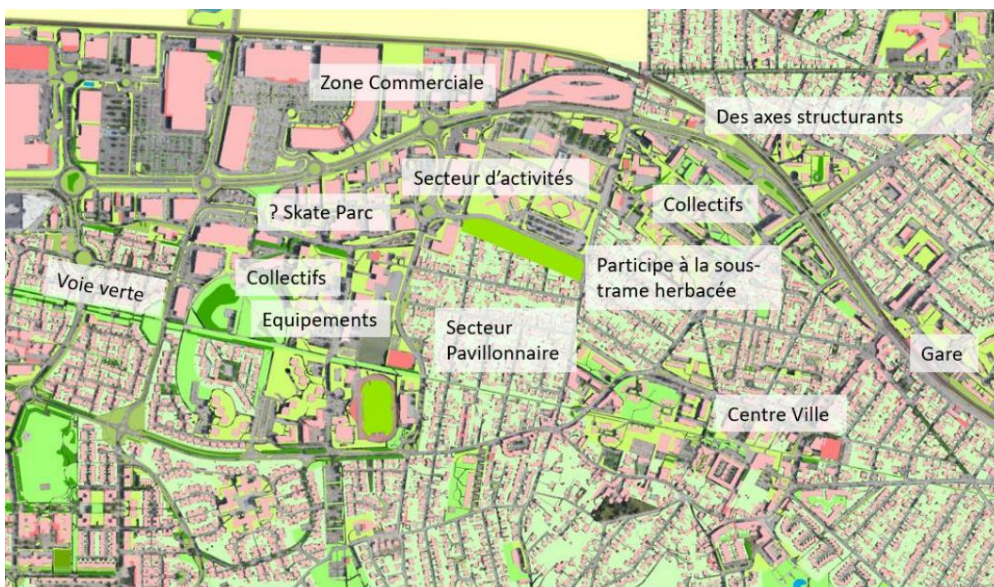 Zone Commerciale
Des axes structurants
Secteur d'activités
? Skate Parc
Collectifs
Voie verte
Collectifs
Participe à la sous-
trame herbacée
Equipements
Secteur
Pavillonnaire
Gare
Centre Ville